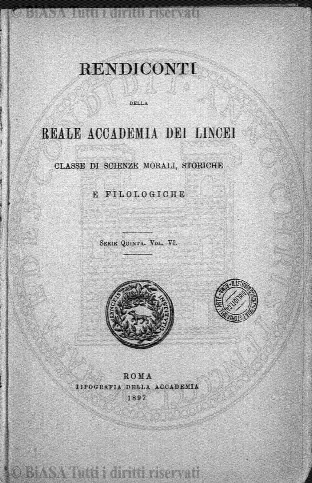 © BIASA Tutti i diritti riservati
RENDICONTI
DELLA
REALE ACCADEMIA DEI LINCEI
CLASSE DI SCIENZE MORALI, STORICHE
E FILOLOGICHE
SERIE QUINTA. VOL. VI.
ROMA
TIPOGRAFIA DELLA ACCADEMIA
1897
© BIASA Tutti i diritti riservati